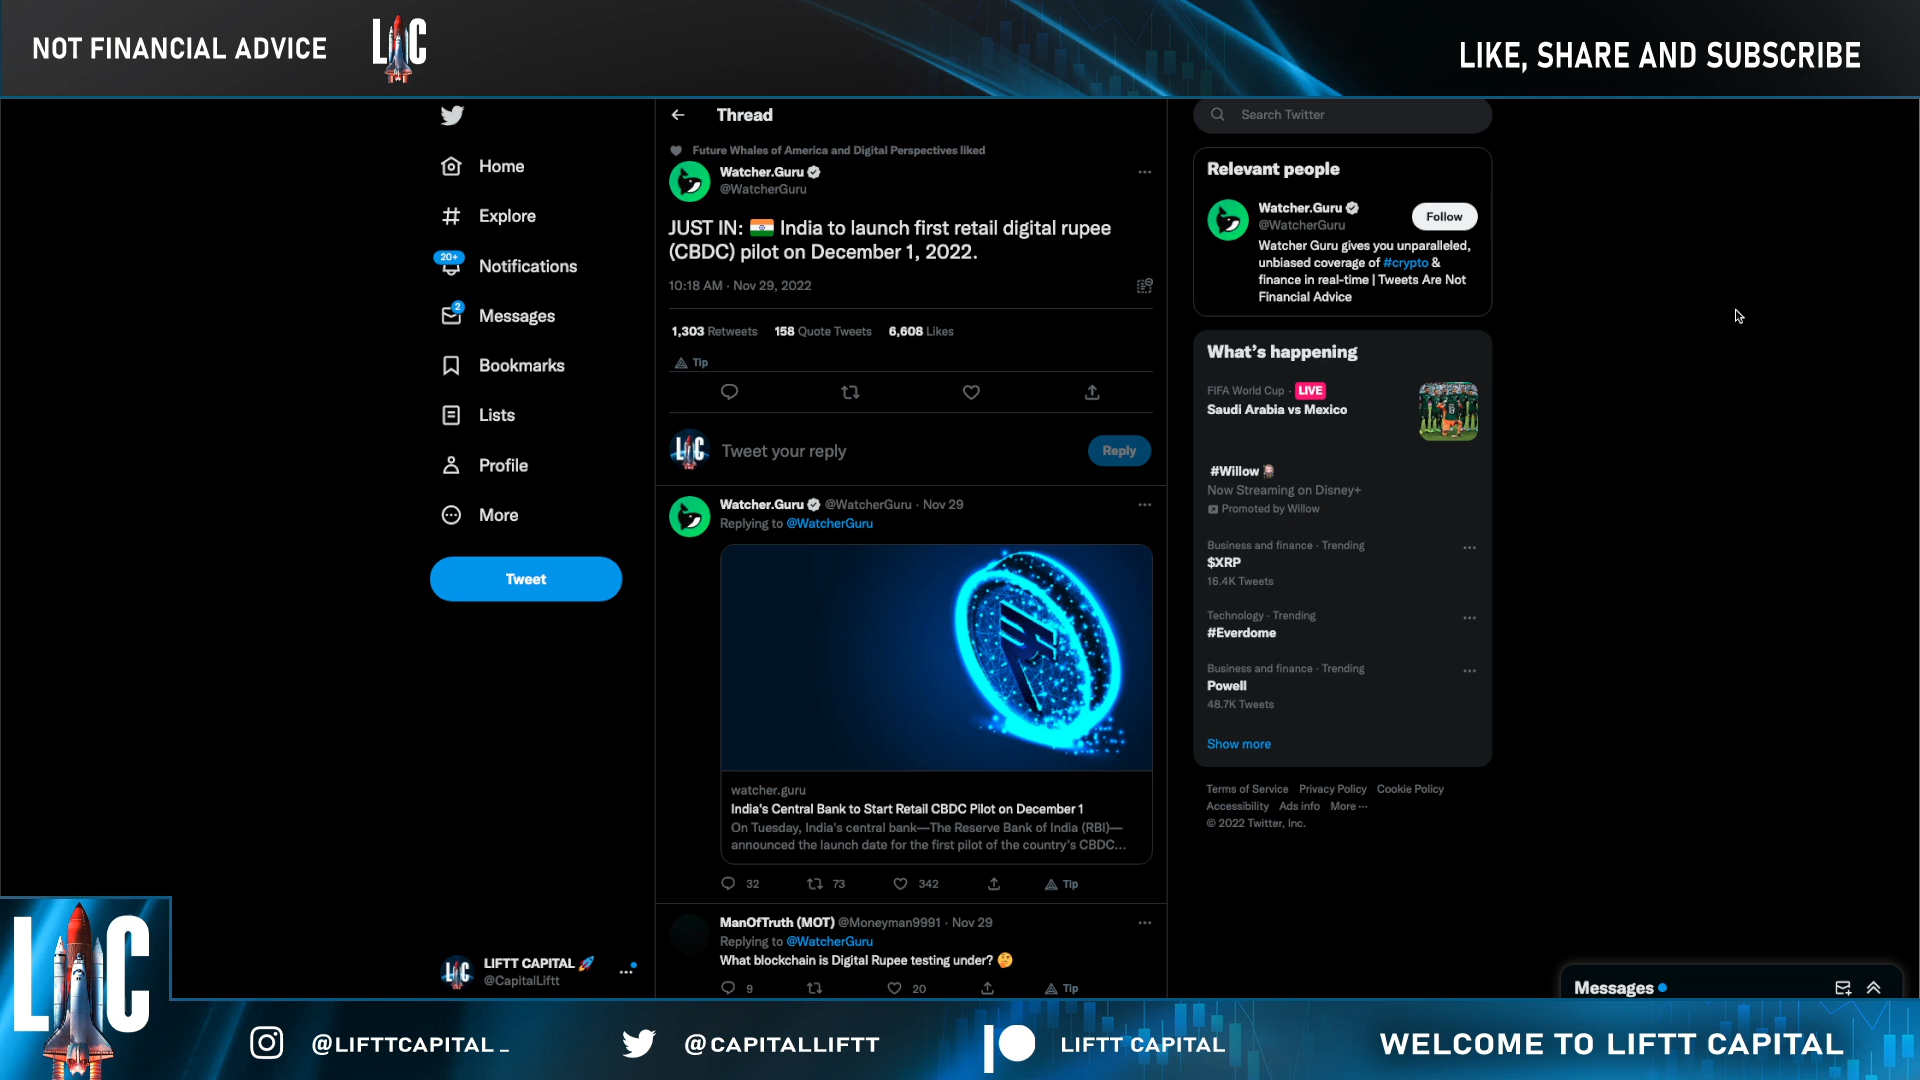 NOT FINANCIAL ADVICE
LC
LIKE, SHARE AND SUBSCRIBE
Home
Explore
20+
Notifications
2
Messages
Bookmarks
Lists
Profile
More
Tweet
LIFTT CAPITAL 🚀
@CapitalLiftt
Thread
Future Whales of America and Digital Perspectives liked
Watcher.Guru
@WatcherGuru
JUST IN: 🇮🇳 India to launch first retail digital rupee
(CBDC) pilot on December 1, 2022.
10:18 AM · Nov 29, 2022
1,303 Retweets 158 Quote Tweets 6,608 Likes
Tip
LC
Tweet your reply
Reply
Watcher.Guru @WatcherGuru · Nov 29
Replying to @WatcherGuru
₹
watcher.guru
India's Central Bank to Start Retail CBDC Pilot on December 1
On Tuesday, India's central bank—The Reserve Bank of India (RBI)—
announced the launch date for the first pilot of the country's CBDC...
32 73 342 Tip
ManOfTruth (MOT) @Moneyman9991 · Nov 29
Replying to @WatcherGuru
What blockchain is Digital Rupee testing under? 🤔
9 20 Tip
Search Twitter
Relevant people
Watcher.Guru
@WatcherGuru
Follow
Watcher Guru gives you unparalleled,
unbiased coverage of #crypto &
finance in real-time | Tweets Are Not
Financial Advice
What's happening
FIFA World Cup · LIVE
Saudi Arabia vs Mexico
#Willow
Now Streaming on Disney+
Promoted by Willow
Business and finance · Trending
$XRP
16.4K Tweets
Technology · Trending
#Everdome
Business and finance · Trending
Powell
48.7K Tweets
Show more
Terms of Service Privacy Policy Cookie Policy
Accessibility Ads info More ···
© 2022 Twitter, Inc.
Messages
LC
LC
@LIFTTCAPITAL_
@CAPITALLIFTT
LIFTT CAPITAL
WELCOME TO LIFTT CAPITAL